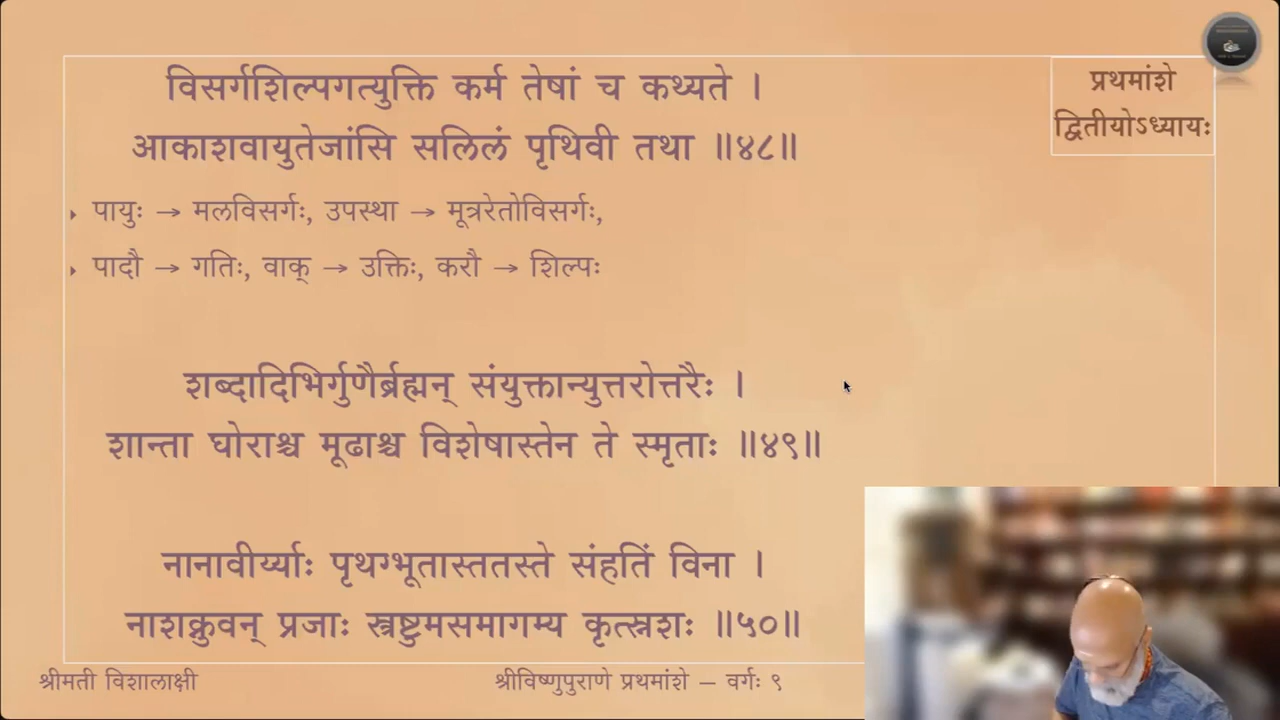 विसर्गशिल्पगत्युक्ति कर्म तेषां च कथ्यते ।
आकाशवायुतेजांसि सलिलं पृथिवी तथा ॥४८॥
प्रथमांशे
द्वितीयोऽध्यायः
पायुः → मलविसर्गः, उपस्था → मूत्ररेतोविसर्गः,
पादौ → गतिः, वाक् → उक्तिः, करौ → शिल्पः
शब्दादिभिर्गुणैर्ब्रह्मन् संयुक्तान्युत्तरोत्तरैः ।
शान्ता घोराश्च मूढाश्च विशेषास्तेन ते स्मृताः ॥४९॥
नानावीर्य्याः पृथग्भूतास्ततस्ते संहतिं विना ।
नाशक्नुवन् प्रजाः स्त्रष्टुमसमागम्य कृत्स्नशः ॥५०॥
श्रीमती विशालाक्षी
श्रीविष्णुपुराणे प्रथमांशे – वर्गः ९